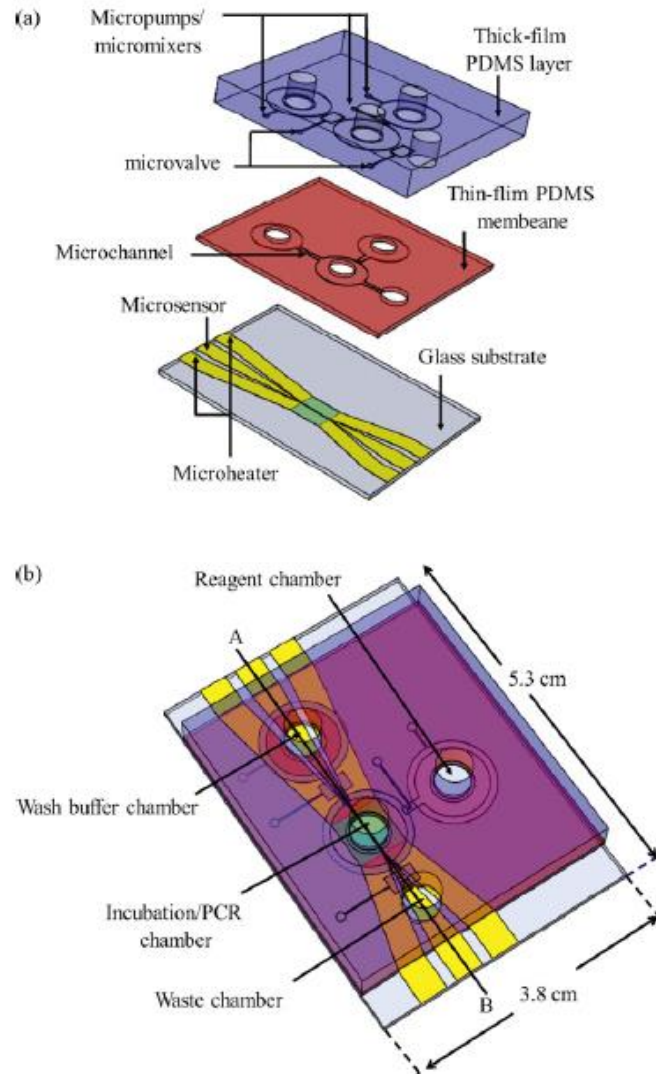 (a)
Micropumps/
micromixers
Thick-film
PDMS layer
microvalve
Thin-flim PDMS
membeane
Microchannel
Microsensor
Glass substrate
Microheater
(b)
Reagent chamber
A
5.3 cm
Wash buffer chamber
Incubation/PCR
chamber
Waste chamber
B
3.8 cm